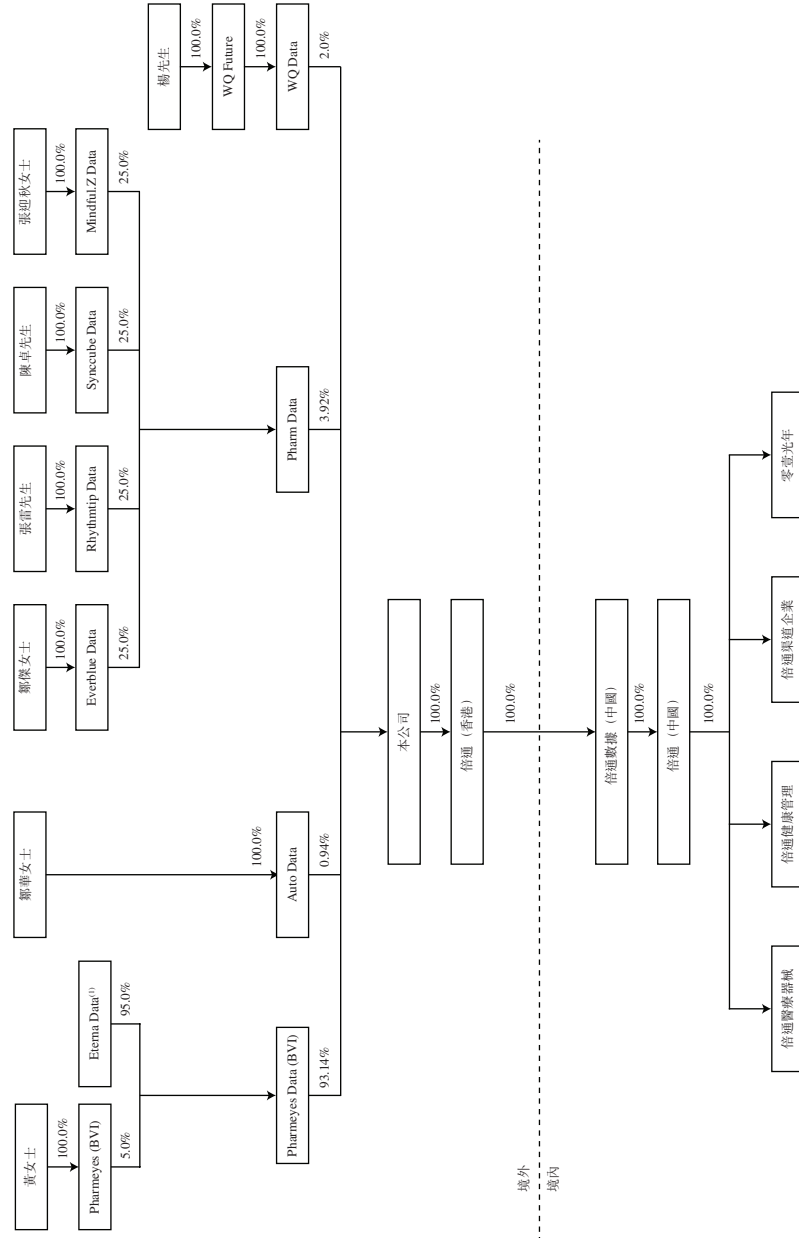 黃女士
100.0%
Pharmeyes (BVI)
5.0%
Eterna Data(1)
95.0%
Pharmeyes Data (BVI)
93.14%
鄒華女士
100.0%
Auto Data
0.94%
鄒傑女士
100.0%
Everblue Data
25.0%
張雷先生
100.0%
Rhythmtip Data
25.0%
陳卓先生
100.0%
Synccube Data
25.0%
張迎秋女士
100.0%
Mindful.Z Data
25.0%
Pharm Data
3.92%
楊先生
100.0%
WQ Future
100.0%
WQ Data
2.0%
本公司
100.0%
倍通（香港）
100.0%
境外
境內
倍通數據（中國）
100.0%
倍通（中國）
100.0%
倍通醫療器械
倍通健康管理
倍通渠道企業
零壹光年